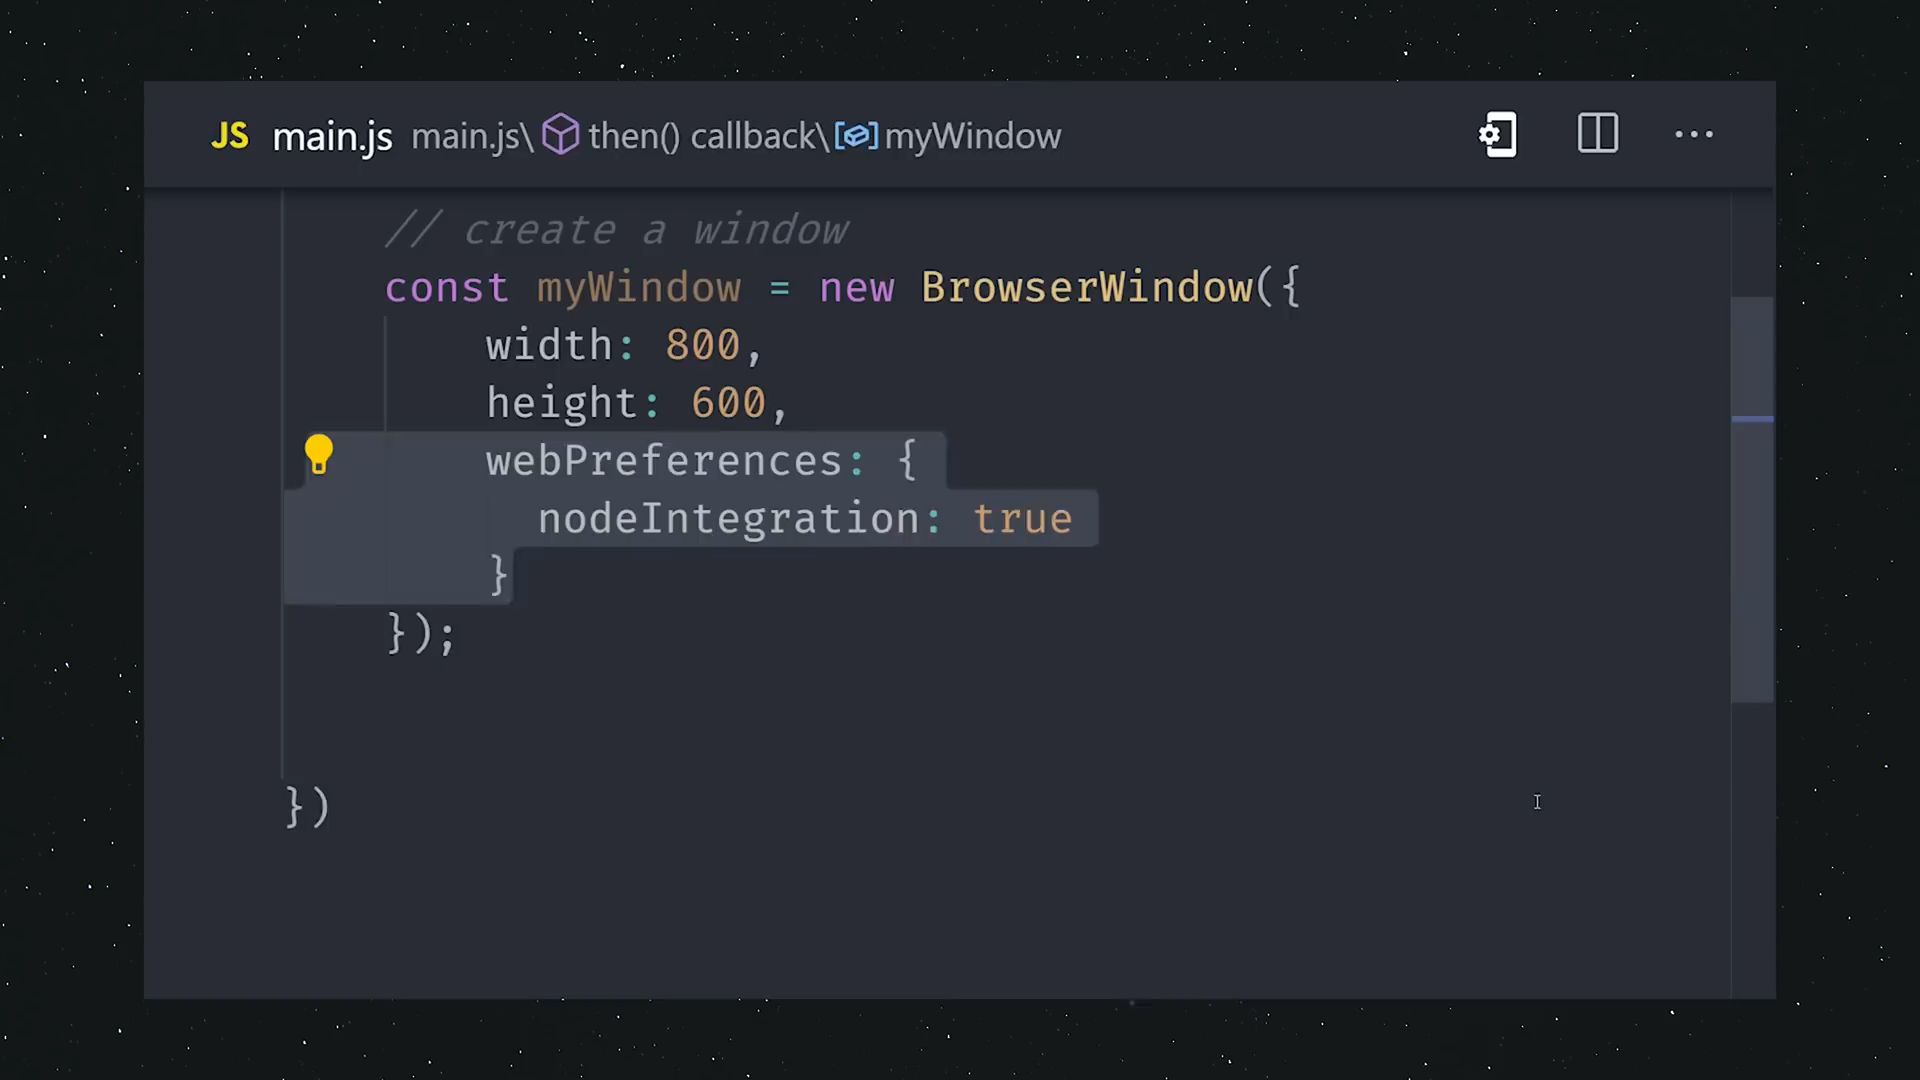 JS main.js main.js\ then() callback\ myWindow
// create a window
const myWindow = new BrowserWindow({
width: 800,
height: 600,
webPreferences: {
nodeIntegration: true
}
});
})